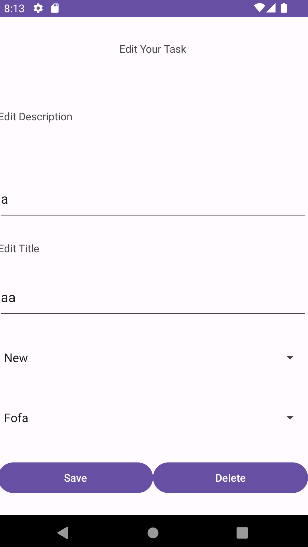 8:13
Edit Your Task
Edit Description
a
Edit Title
aa
New
Fofa
Save
Delete